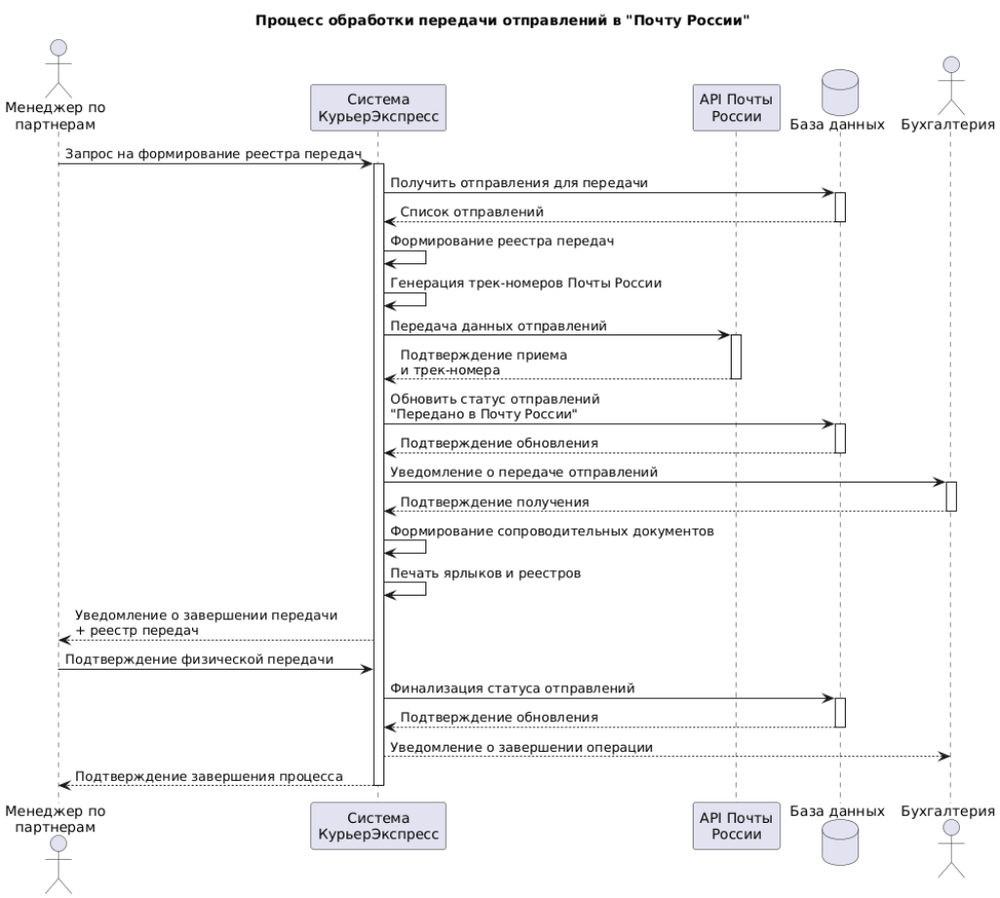 Процесс обработки передачи отправлений в "Почту России"
Менеджер по
партнерам
Система
КурьерЭкспресс
API Почты
России
База данных
Бухгалтерия
Запрос на формирование реестра передач
Получить отправления для передачи
Список отправлений
Формирование реестра передач
Генерация трек-номеров Почты России
Передача данных отправлений
Подтверждение приема
и трек-номера
Обновить статус отправлений
"Передано в Почту России"
Подтверждение обновления
Уведомление о передаче отправлений
Подтверждение получения
Формирование сопроводительных документов
Печать ярлыков и реестров
Уведомление о завершении передачи
+ реестр передач
Подтверждение физической передачи
Финализация статуса отправлений
Подтверждение обновления
Уведомление о завершении операции
Подтверждение завершения процесса
Менеджер по
партнерам
Система
КурьерЭкспресс
API Почты
России
База данных
Бухгалтерия